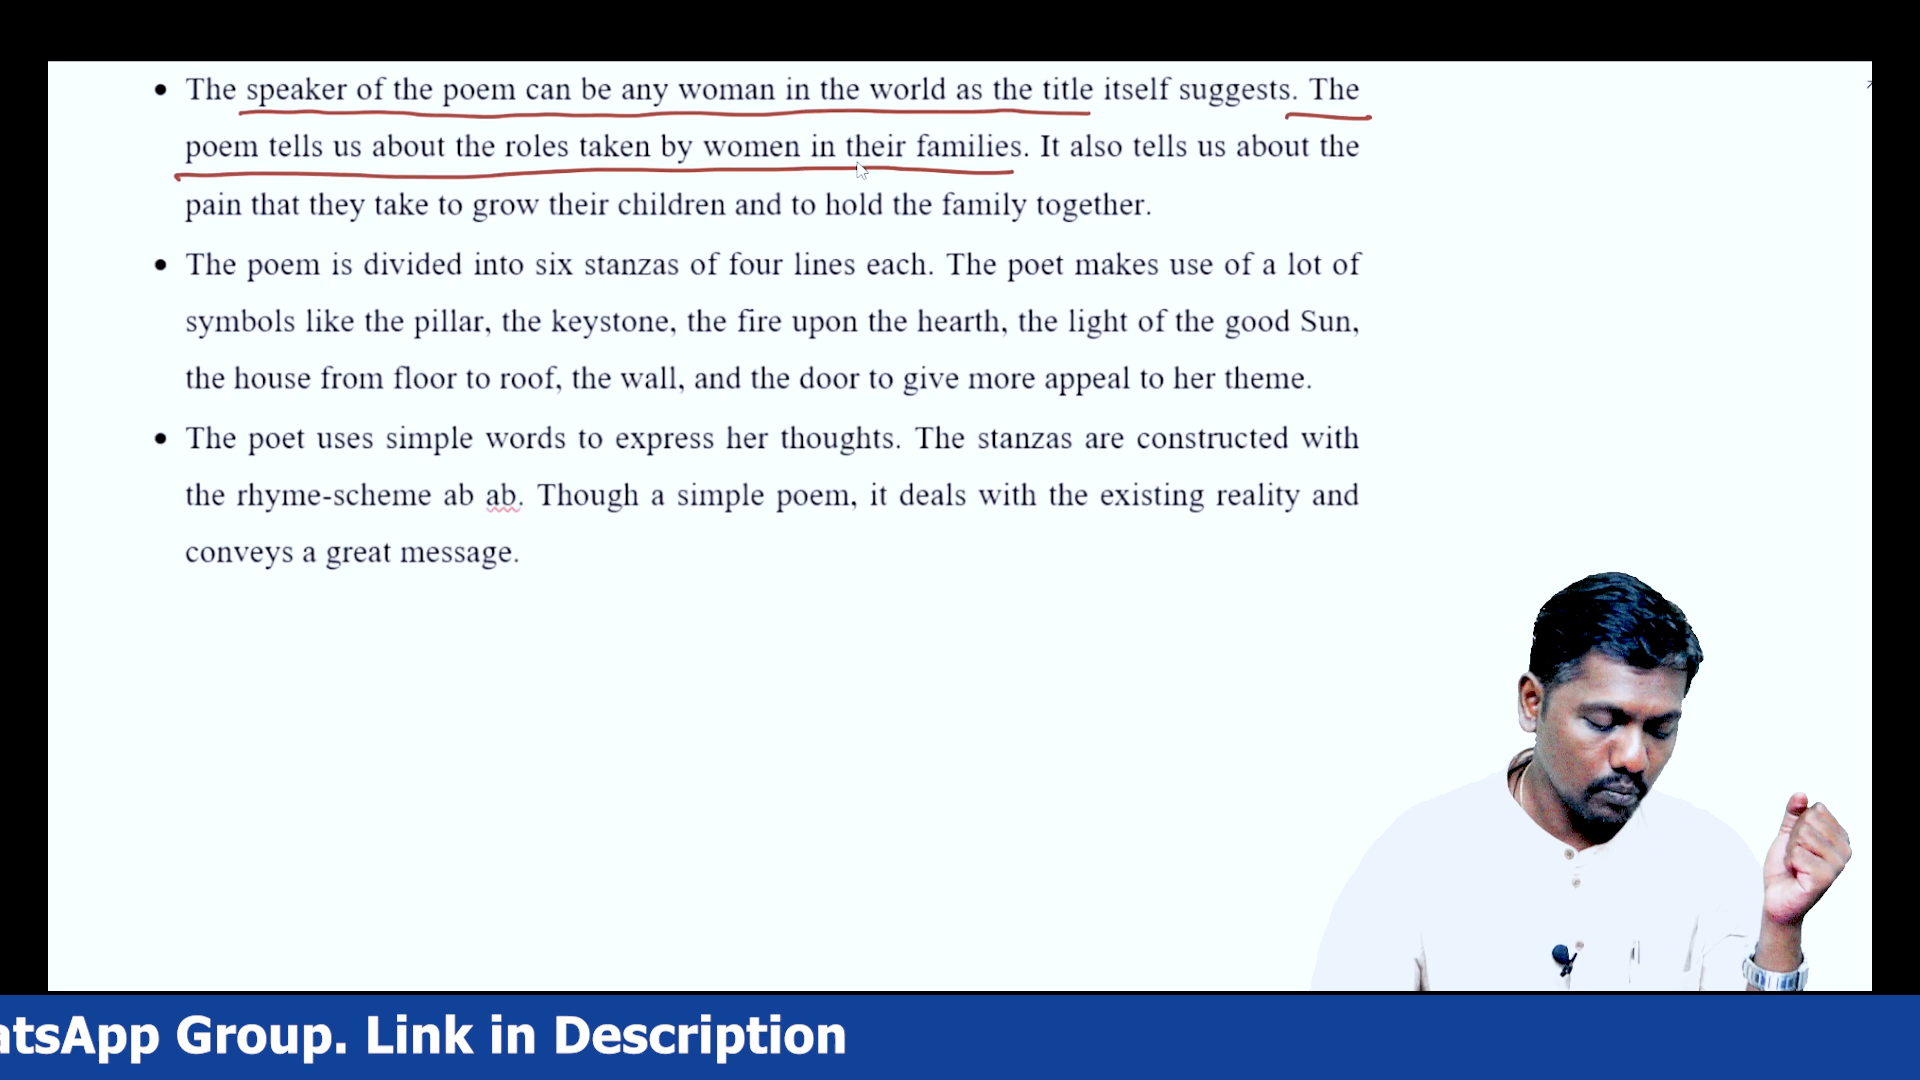 • The speaker of the poem can be any woman in the world as the title itself suggests. The
poem tells us about the roles taken by women in their families. It also tells us about the
pain that they take to grow their children and to hold the family together.
• The poem is divided into six stanzas of four lines each. The poet makes use of a lot of
symbols like the pillar, the keystone, the fire upon the hearth, the light of the good Sun,
the house from floor to roof, the wall, and the door to give more appeal to her theme.
• The poet uses simple words to express her thoughts. The stanzas are constructed with
the rhyme-scheme ab ab. Though a simple poem, it deals with the existing reality and
conveys a great message.
atsApp Group. Link in Description